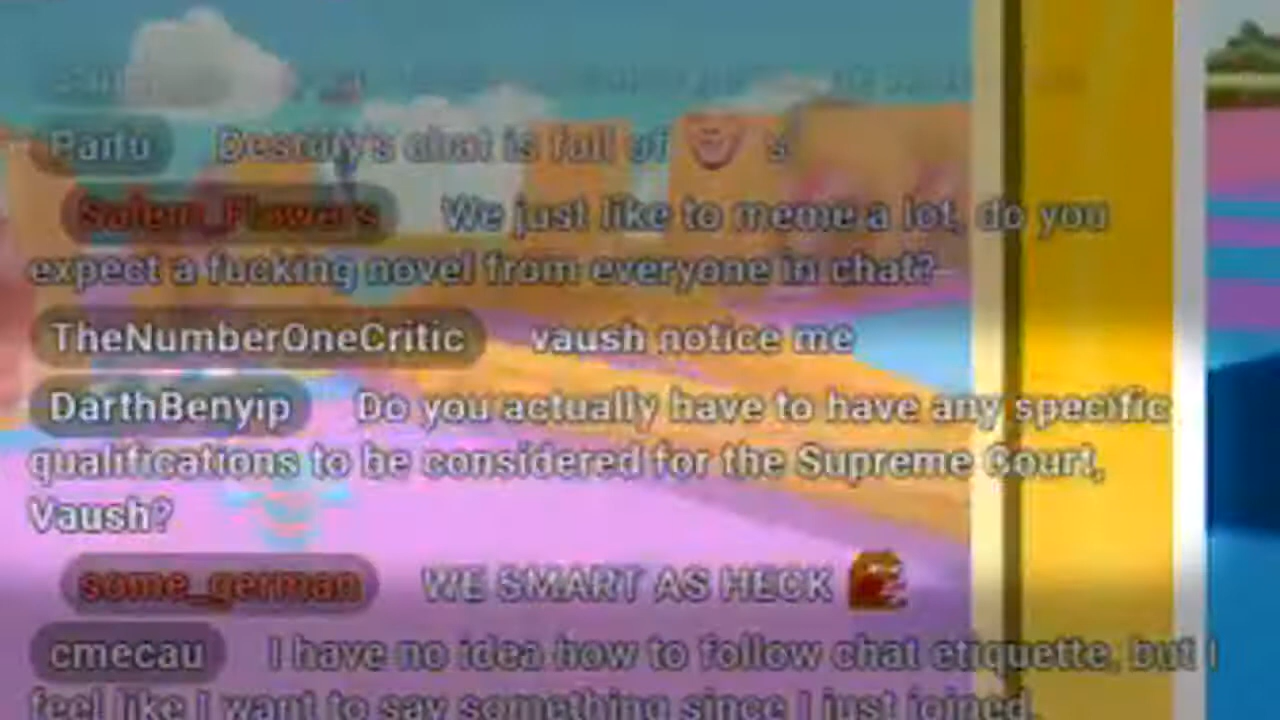 Parfu Destiny's chat is full of s
Salem_Flowers We just like to meme a lot, do you
expect a fucking novel from everyone in chat?
TheNumberOneCritic vaush notice me
DarthBenyip Do you actually have to have any specific
qualifications to be considered for the Supreme Court,
Vaush?
some_german WE SMART AS HECK
cmecau I have no idea how to follow chat etiquette, but I
feel like I want to say something since I just joined.